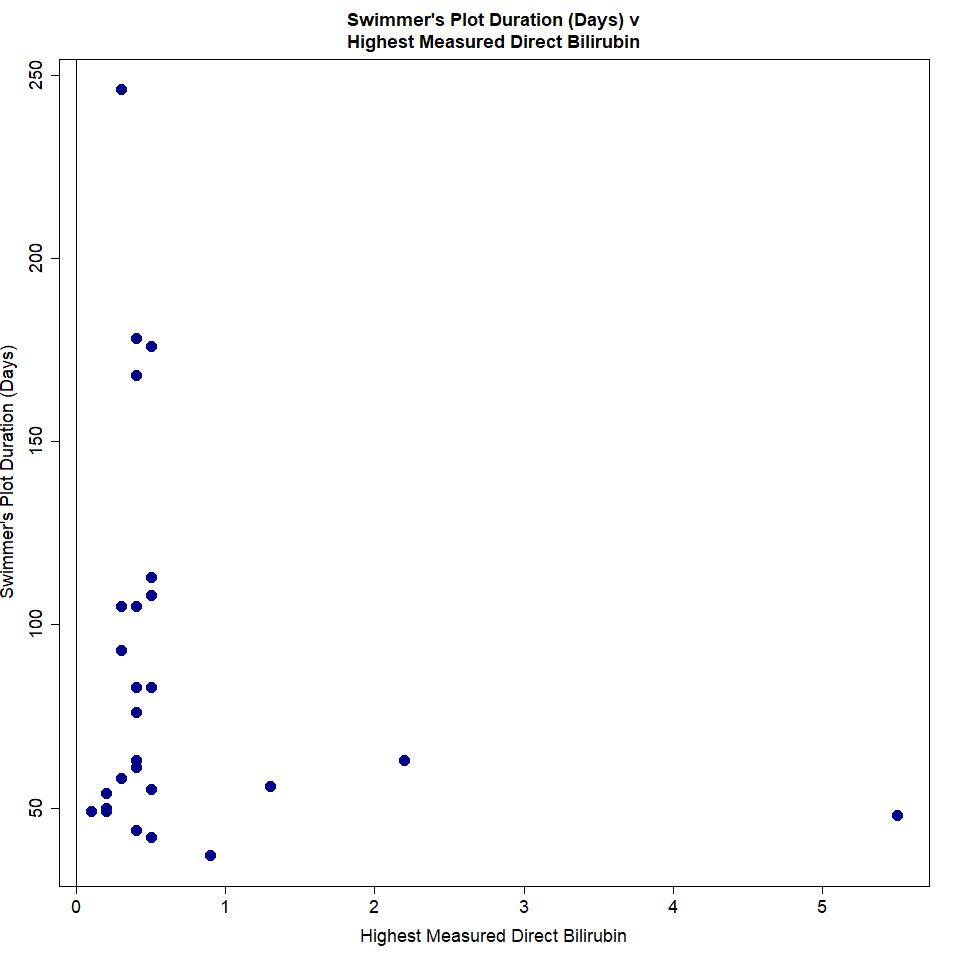 Swimmer's Plot Duration (Days) v
Highest Measured Direct Bilirubin
250
200
150
100
50
Swimmer's Plot Duration (Days)
0 1 2 3 4 5
Highest Measured Direct Bilirubin